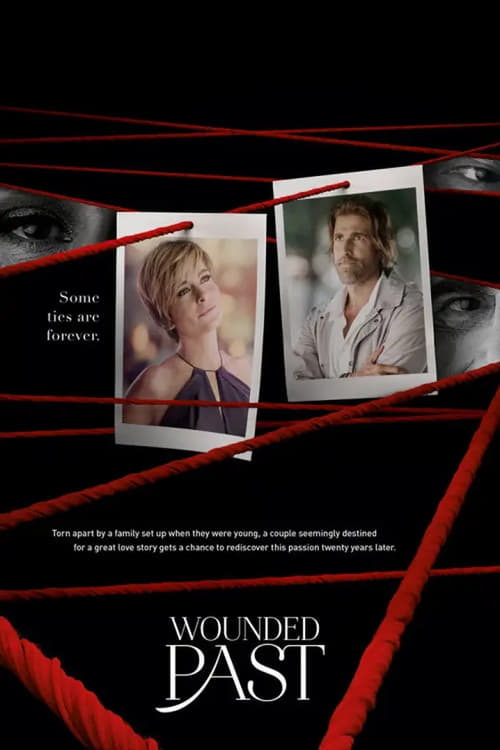 Some
ties are
forever.
Torn apart by a family set up when they were young, a couple seemingly destined
for a great love story gets a chance to rediscover this passion twenty years later.
WOUNDED
PAST